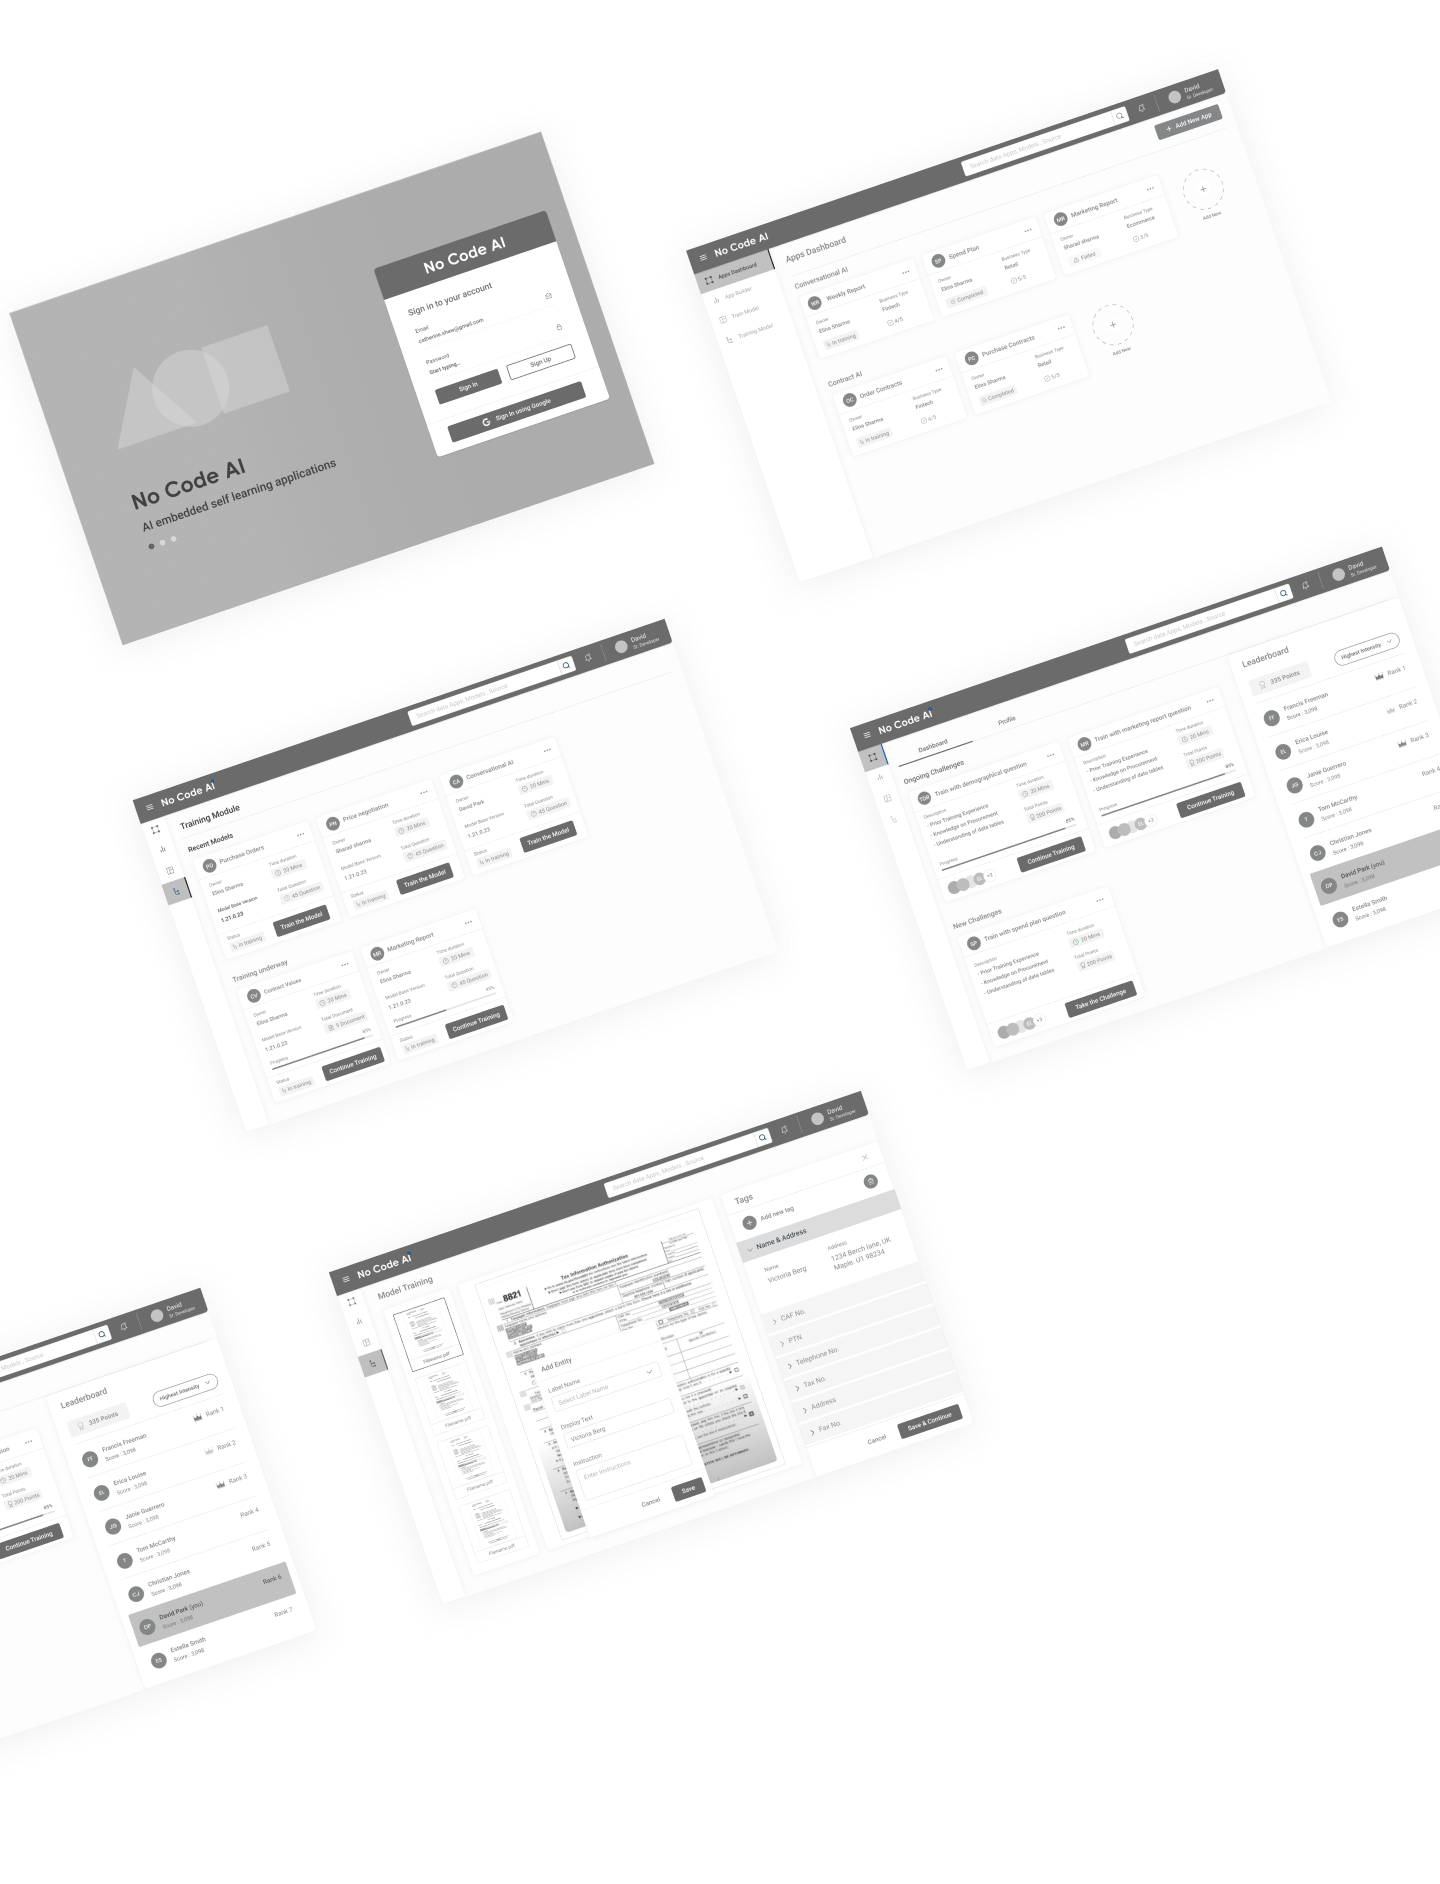 No Code AI
Sign in to your account
Email
catherine.shaw@gmail.com
Password
Start typing...
Sign In
Sign Up
Sign In using Google
No Code AI
AI embedded self learning applications
No Code AI
Search data Apps, Models , Source
David
Sr. Developer
Add New App
Apps Dashboard
App Builder
Train Model
Training Model
Apps Dashboard
Conversational AI
WR
Weekly Report
Owner
Elina Sharma
Business Type
Fintech
In training
4/5
SP
Spend Plan
Owner
Elina Sharma
Business Type
Retail
Completed
5/5
MR
Marketing Report
Owner
Sharad sharma
Business Type
Ecommerce
Failed
3/5
Add New
Contract AI
OC
Order Contracts
Owner
Elina Sharma
Business Type
Fintech
In training
4/5
PC
Purchase Contracts
Owner
Elina Sharma
Business Type
Retail
Completed
5/5
Add New
No Code AI
Search data Apps, Models , Source
David
Sr. Developer
Training Module
Recent Models
PO
Purchase Orders
Owner
Elina Sharma
Time duration
20 Mins
Model Base Version
1.21.0.23
Total Question
45 Question
Status
In training
Train the Model
PN
Price negotiation
Owner
Sharad sharma
Time duration
20 Mins
Model Base Version
1.21.0.23
Total Question
45 Question
Status
In training
Train the Model
CA
Conversational AI
Owner
David Park
Time duration
20 Mins
Model Base Version
1.21.0.23
Total Question
45 Question
Status
In training
Train the Model
Training underway
CV
Contract Values
Owner
Elina Sharma
Time duration
20 Mins
Model Base Version
1.21.0.23
Total Document
5 Document
Progress
85%
Status
In training
Continue Training
MR
Marketing Report
Owner
Elina Sharma
Time duration
20 Mins
Model Base Version
1.21.0.23
Total Question
45 Question
Progress
45%
Status
In training
Continue Training
No Code AI
Search data Apps, Models , Source
David
Sr. Developer
Dashboard
Profile
Ongoing Challenges
TDR
Train with demographical question
Description
- Prior Training Experience
- Knowledge on Procurement
- Understanding of data tables
Time duration
20 Mins
Total Points
200 Points
Progress
85%
EL
+3
Continue Training
MR
Train with marketing report question
Description
- Prior Training Experience
- Knowledge on Procurement
- Understanding of data tables
Time duration
20 Mins
Total Points
200 Points
Progress
85%
EL
+3
Continue Training
New Challenges
SP
Train with spend plan question
Description
- Prior Training Experience
- Knowledge on Procurement
- Understanding of data tables
Time duration
20 Mins
Total Points
200 Points
EL
+3
Take the Challenge
Leaderboard
335 Points
Highest Intensity
FF
Francis Freeman
Score : 3,098
Rank 1
EL
Erica Louise
Score : 3,098
Rank 2
JG
Janie Guerrero
Score : 3,098
Rank 3
T
Tom McCarthy
Score : 3,098
Rank 4
CJ
Christian Jones
Score : 3,098
DP
David Park (you)
Score : 3,098
ES
Estella Smith
Score : 3,098
No Code AI
Search data Apps, Models , Source
David
Sr. Developer
Model Training
Filename.pdf
Filename.pdf
Filename.pdf
Filename.pdf
8821
Tax Information Authorization
Add Entity
Label Name
Select Label Name
Display Text
Victoria Berg
Instruction
Enter Instructions
Cancel
Save
Tags
Add new tag
Name & Address
Name
Victoria Berg
Address
1234 Berch lane, UK
Maple. U1 98234
CAF No.
PTN
Telephone No.
Tax No.
Address
Fax No.
Cancel
Save & Continue
Models , Source
David
Sr. Developer
20 Mins
Total Points
200 Points
85%
Continue Training
Leaderboard
335 Points
Highest Intensity
FF
Francis Freeman
Score : 3,098
Rank 1
EL
Erica Louise
Score : 3,098
Rank 2
JG
Janie Guerrero
Score : 3,098
Rank 3
T
Tom McCarthy
Score : 3,098
Rank 4
CJ
Christian Jones
Score : 3,098
Rank 5
DP
David Park (you)
Score : 3,098
Rank 6
ES
Estella Smith
Score : 3,098
Rank 7